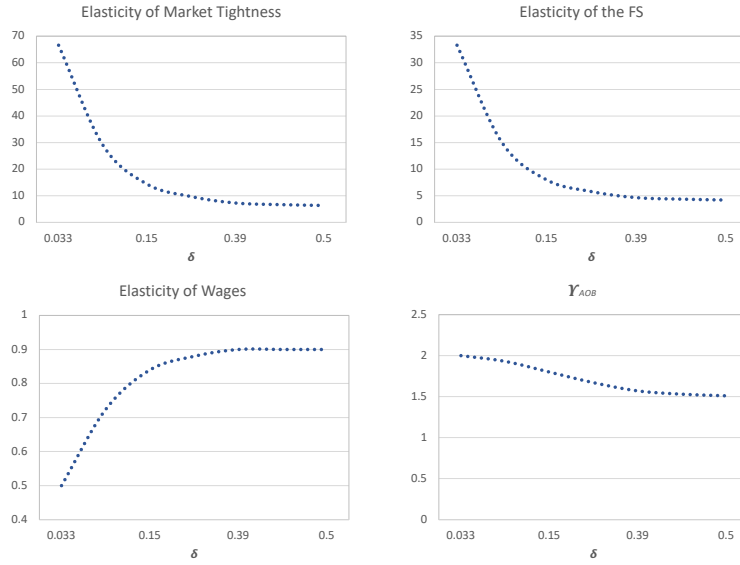 Elasticity of Market Tightness
70
60
50
40
30
20
10
0
0.033 0.15 0.39 0.5
δ
Elasticity of the FS
35
30
25
20
15
10
5
0
0.033 0.15 0.39 0.5
δ
Elasticity of Wages
1
0.9
0.8
0.7
0.6
0.5
0.4
0.033 0.15 0.39 0.5
δ
ϒAOB
2.5
2
1.5
1
0.5
0
0.033 0.15 0.39 0.5
δ